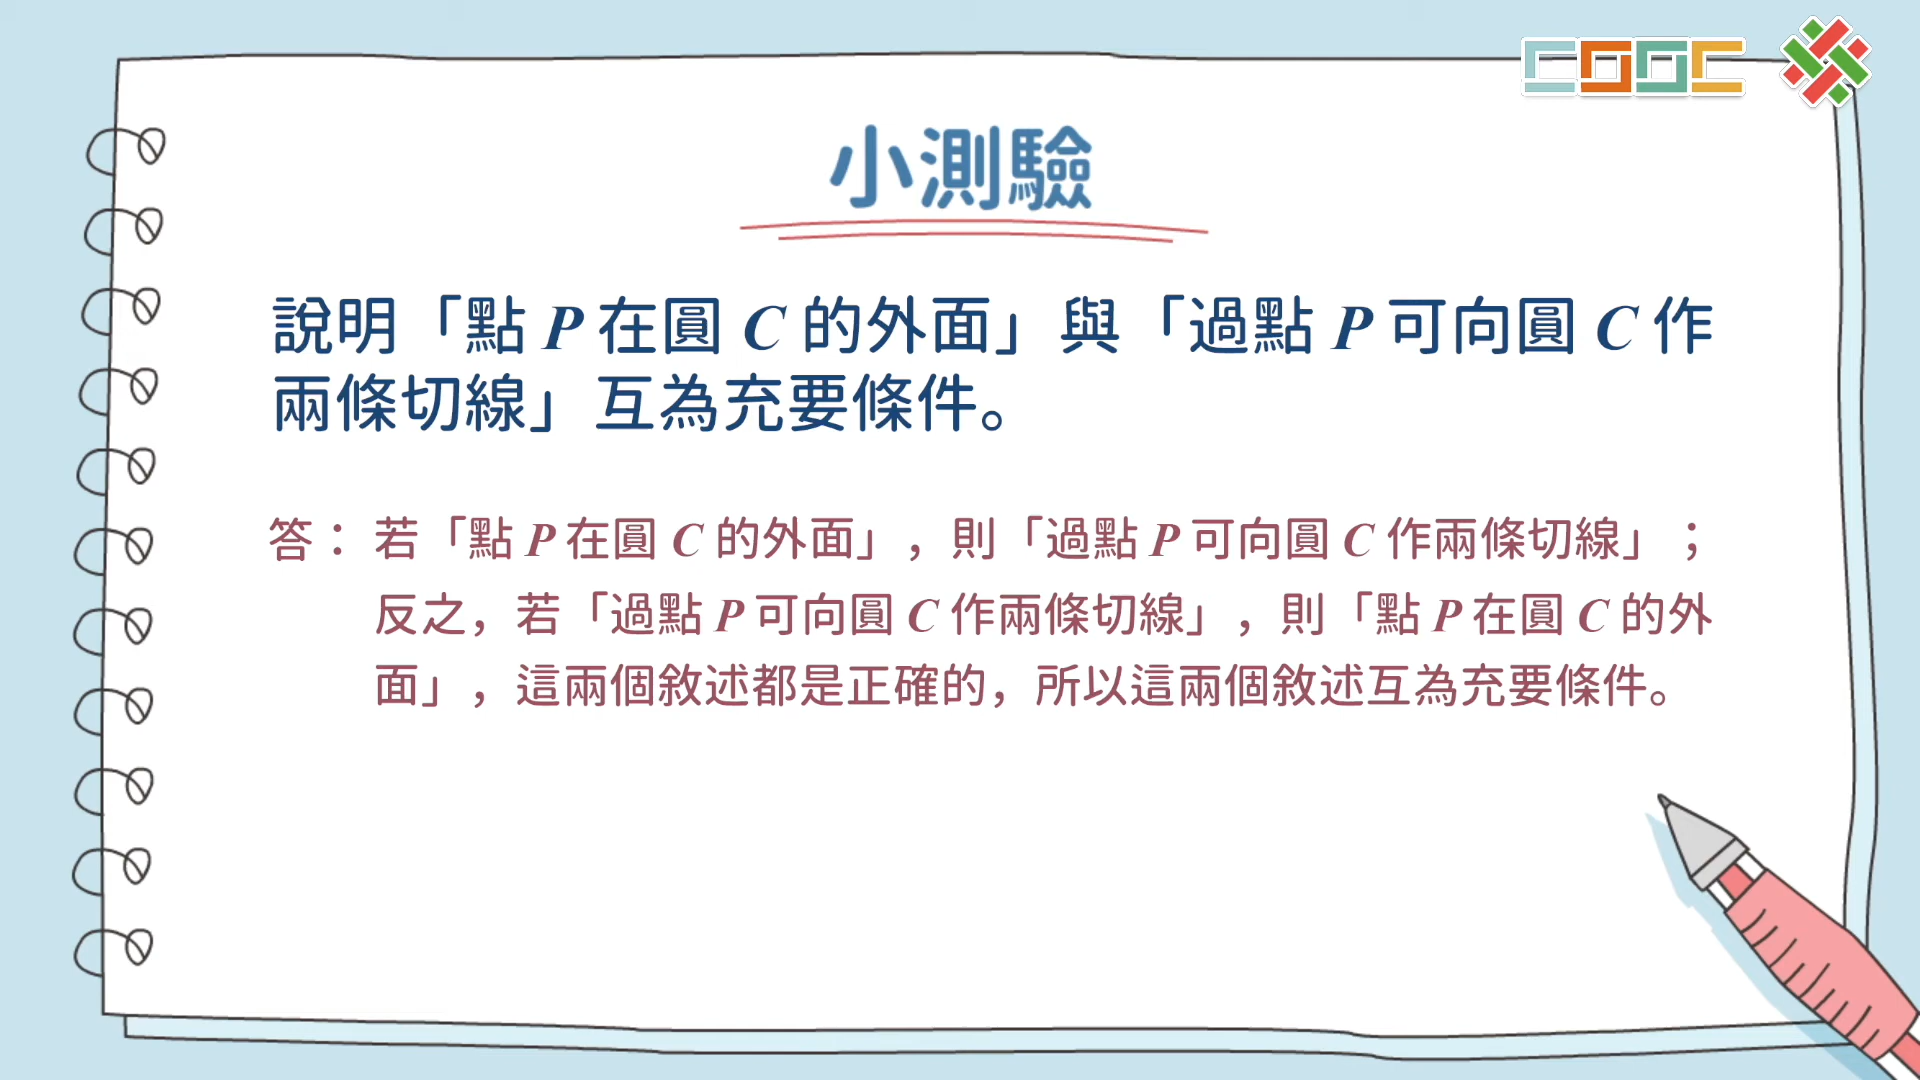 COOC
小測驗
說明「點 P 在圓 C 的外面」與「過點 P 可向圓 C 作
兩條切線」互為充要條件。
答：若「點 P 在圓 C 的外面」，則「過點 P 可向圓 C 作兩條切線」；
反之，若「過點 P 可向圓 C 作兩條切線」，則「點 P 在圓 C 的外
面」，這兩個敘述都是正確的，所以這兩個敘述互為充要條件。